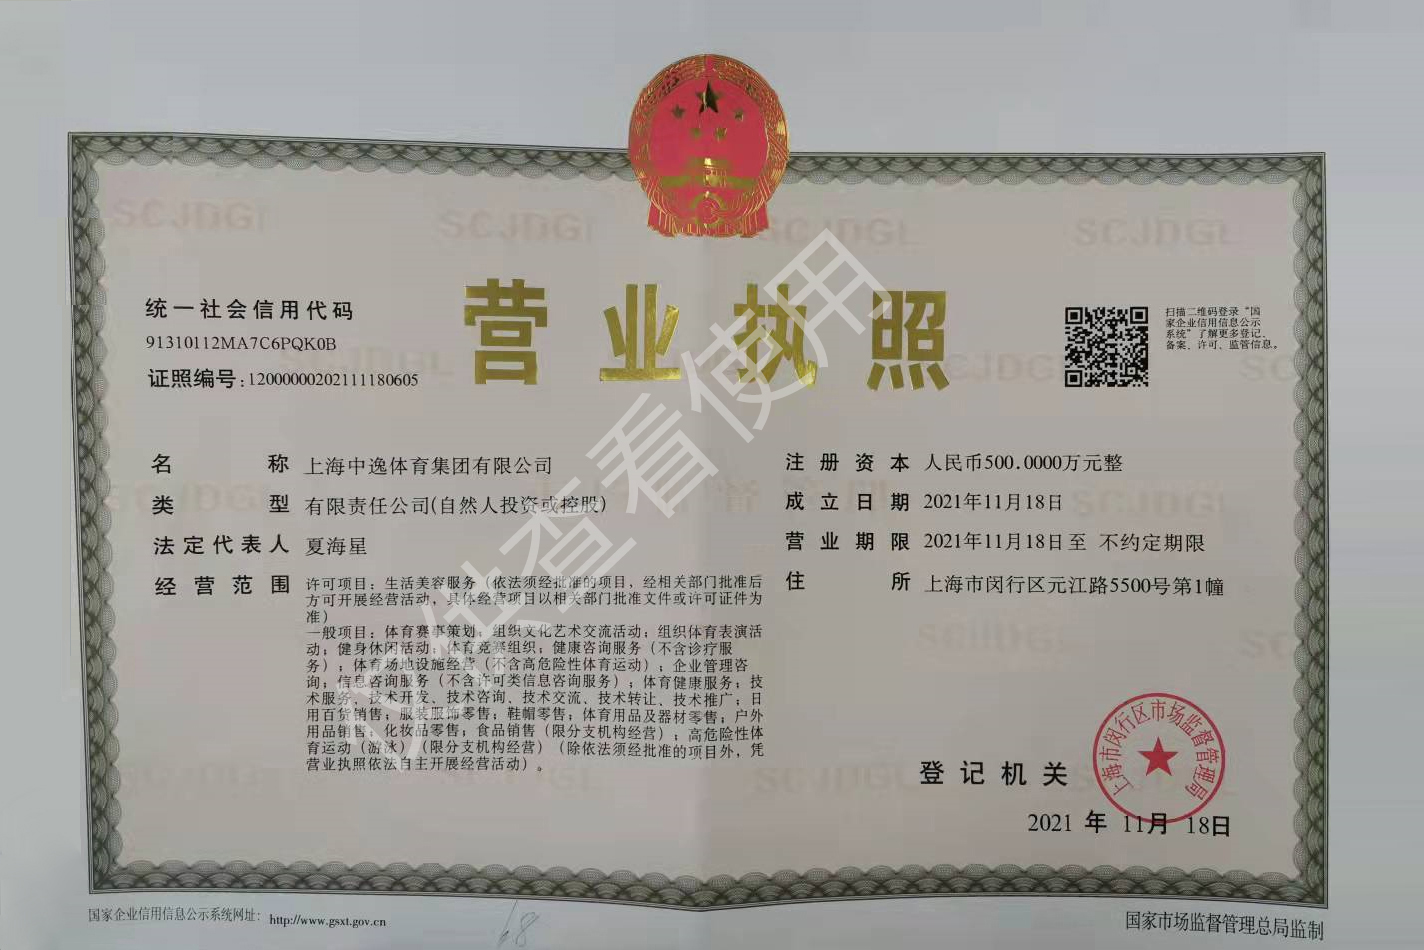 营业执照
统一社会信用代码
91310112MA7C6PQK0B
证照编号:12000000202111180605
扫描二维码登录“国
家企业信用信息公示
系统”了解更多登记、
备案、许可、监管信息。
名称 上海中逸体育集团有限公司
类型 有限责任公司(自然人投资或控股)
法定代表人 夏海星
经营范围 许可项目:生活美容服务(依法须经批准的项目,经相关部门批准后
方可开展经营活动,具体经营项目以相关部门批准文件或许可证件为
准)
一般项目:体育赛事策划;组织文化艺术交流活动;组织体育表演活
动;健身休闲活动;体育竞赛组织;健康咨询服务(不含诊疗服
务);体育场地设施经营(不含高危险性体育运动);企业管理咨
询;信息咨询服务(不含许可类信息咨询服务);体育健康服务;技
术服务、技术开发、技术咨询、技术交流、技术转让、技术推广;日
用百货销售;服装服饰零售;鞋帽零售;体育用品及器材零售;户外
用品销售;化妆品零售;食品销售(限分支机构经营);高危险性体
育运动(游泳)(限分支机构经营)(除依法须经批准的项目外,凭
营业执照依法自主开展经营活动)。
注册资本 人民币500.0000万元整
成立日期 2021年11月18日
营业期限 2021年11月18日至 不约定期限
住所 上海市闵行区元江路5500号第1幢
登记机关
上海市闵行区市场监督管理局
2021 年 11月 18日
仅供查看使用
SCJDGL
国家企业信用信息公示系统网址: http://www.gsxt.gov.cn
68
国家市场监督管理总局监制